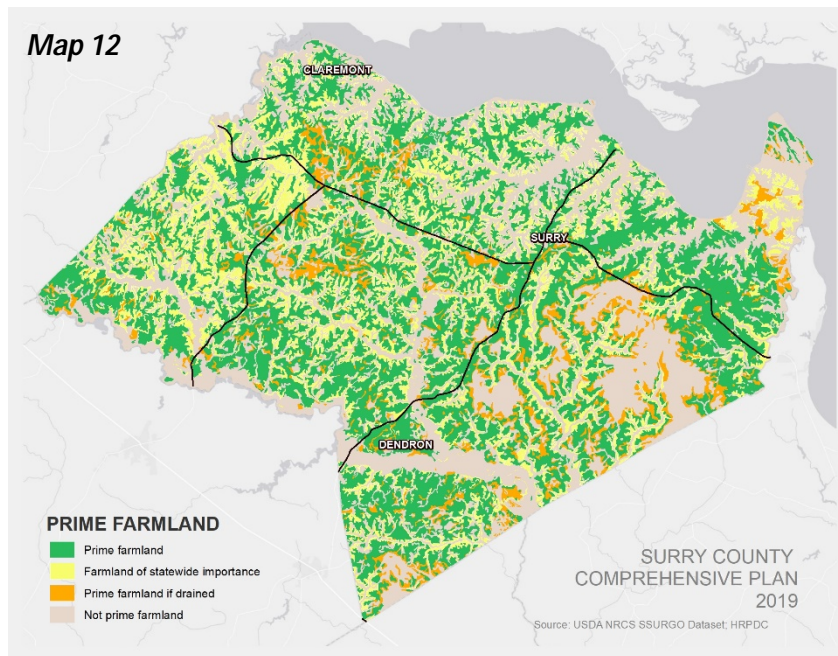 Map 12
CLAREMONT
SURRY
DENDRON
PRIME FARMLAND
Prime farmland
Farmland of statewide importance
Prime farmland if drained
Not prime farmland
SURRY COUNTY
COMPREHENSIVE PLAN
2019
Source: USDA NRCS SSURGO Dataset; HRPDC